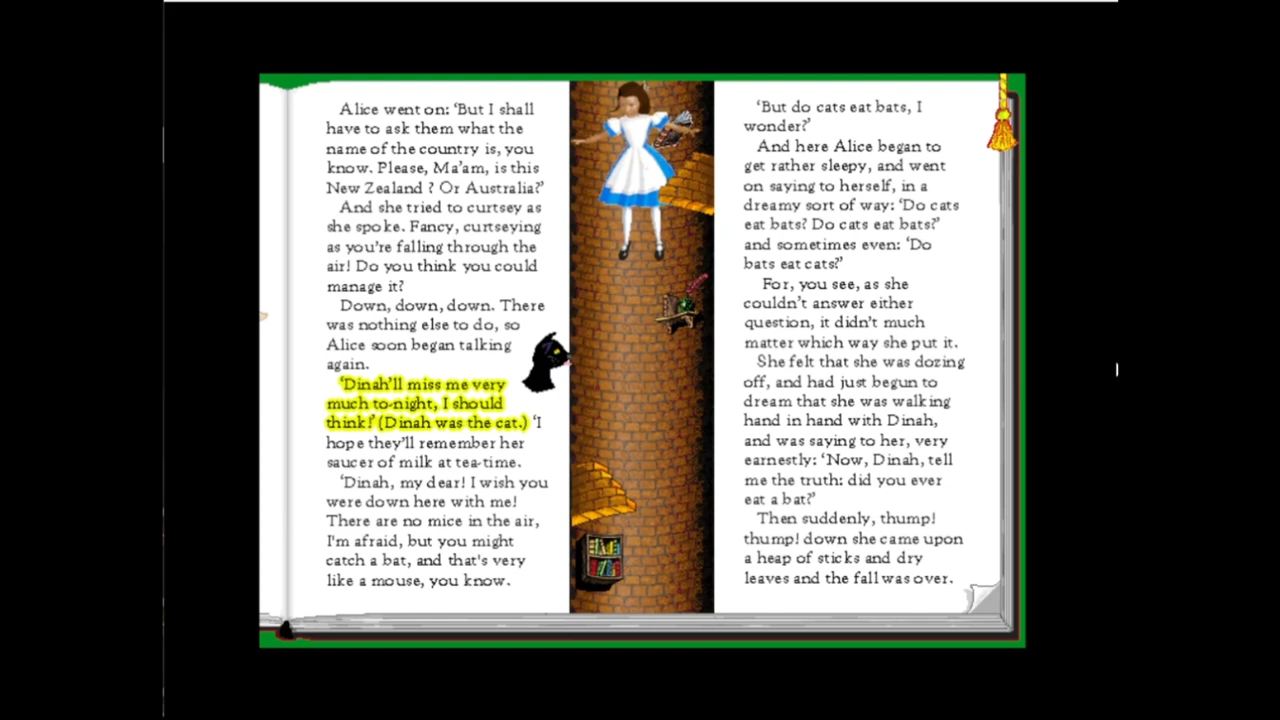 Alice went on: ‘But I shall
have to ask them what the
name of the country is, you
know. Please, Ma’am, is this
New Zealand ? Or Australia?’
And she tried to curtsey as
she spoke. Fancy, curtseying
as you’re falling through the
air! Do you think you could
manage it?
Down, down, down. There
was nothing else to do, so
Alice soon began talking
again.
‘Dinah’ll miss me very
much to-night, I should
think!’ (Dinah was the cat.) ‘I
hope they’ll remember her
saucer of milk at tea-time.
‘Dinah, my dear! I wish you
were down here with me!
There are no mice in the air,
I'm afraid, but you might
catch a bat, and that's very
like a mouse, you know.
‘But do cats eat bats, I
wonder?’
And here Alice began to
get rather sleepy, and went
on saying to herself, in a
dreamy sort of way: ‘Do cats
eat bats? Do cats eat bats?’
and sometimes even: ‘Do
bats eat cats?’
For, you see, as she
couldn’t answer either
question, it didn’t much
matter which way she put it.
She felt that she was dozing
off, and had just begun to
dream that she was walking
hand in hand with Dinah,
and was saying to her, very
earnestly: ‘Now, Dinah, tell
me the truth: did you ever
eat a bat?’
Then suddenly, thump!
thump! down she came upon
a heap of sticks and dry
leaves and the fall was over.